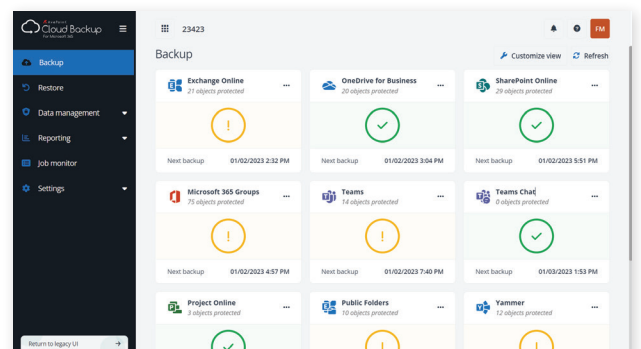 AvePoint
Cloud Backup
For Microsoft 365
23423
FM
Backup
Restore
Data management
Reporting
Job monitor
Settings
Return to legacy UI
Backup
Customize view
Refresh
Exchange Online
21 objects protected
Next backup 01/02/2023 2:32 PM
OneDrive for Business
20 objects protected
Next backup 01/02/2023 3:04 PM
SharePoint Online
29 objects protected
Next backup 01/02/2023 5:51 PM
Microsoft 365 Groups
75 objects protected
Next backup 01/02/2023 4:57 PM
Teams
14 objects protected
Next backup 01/02/2023 7:40 PM
Teams Chat
0 objects protected
Next backup 01/03/2023 1:53 PM
Project Online
3 objects protected
Public Folders
10 objects protected
Yammer
12 objects protected